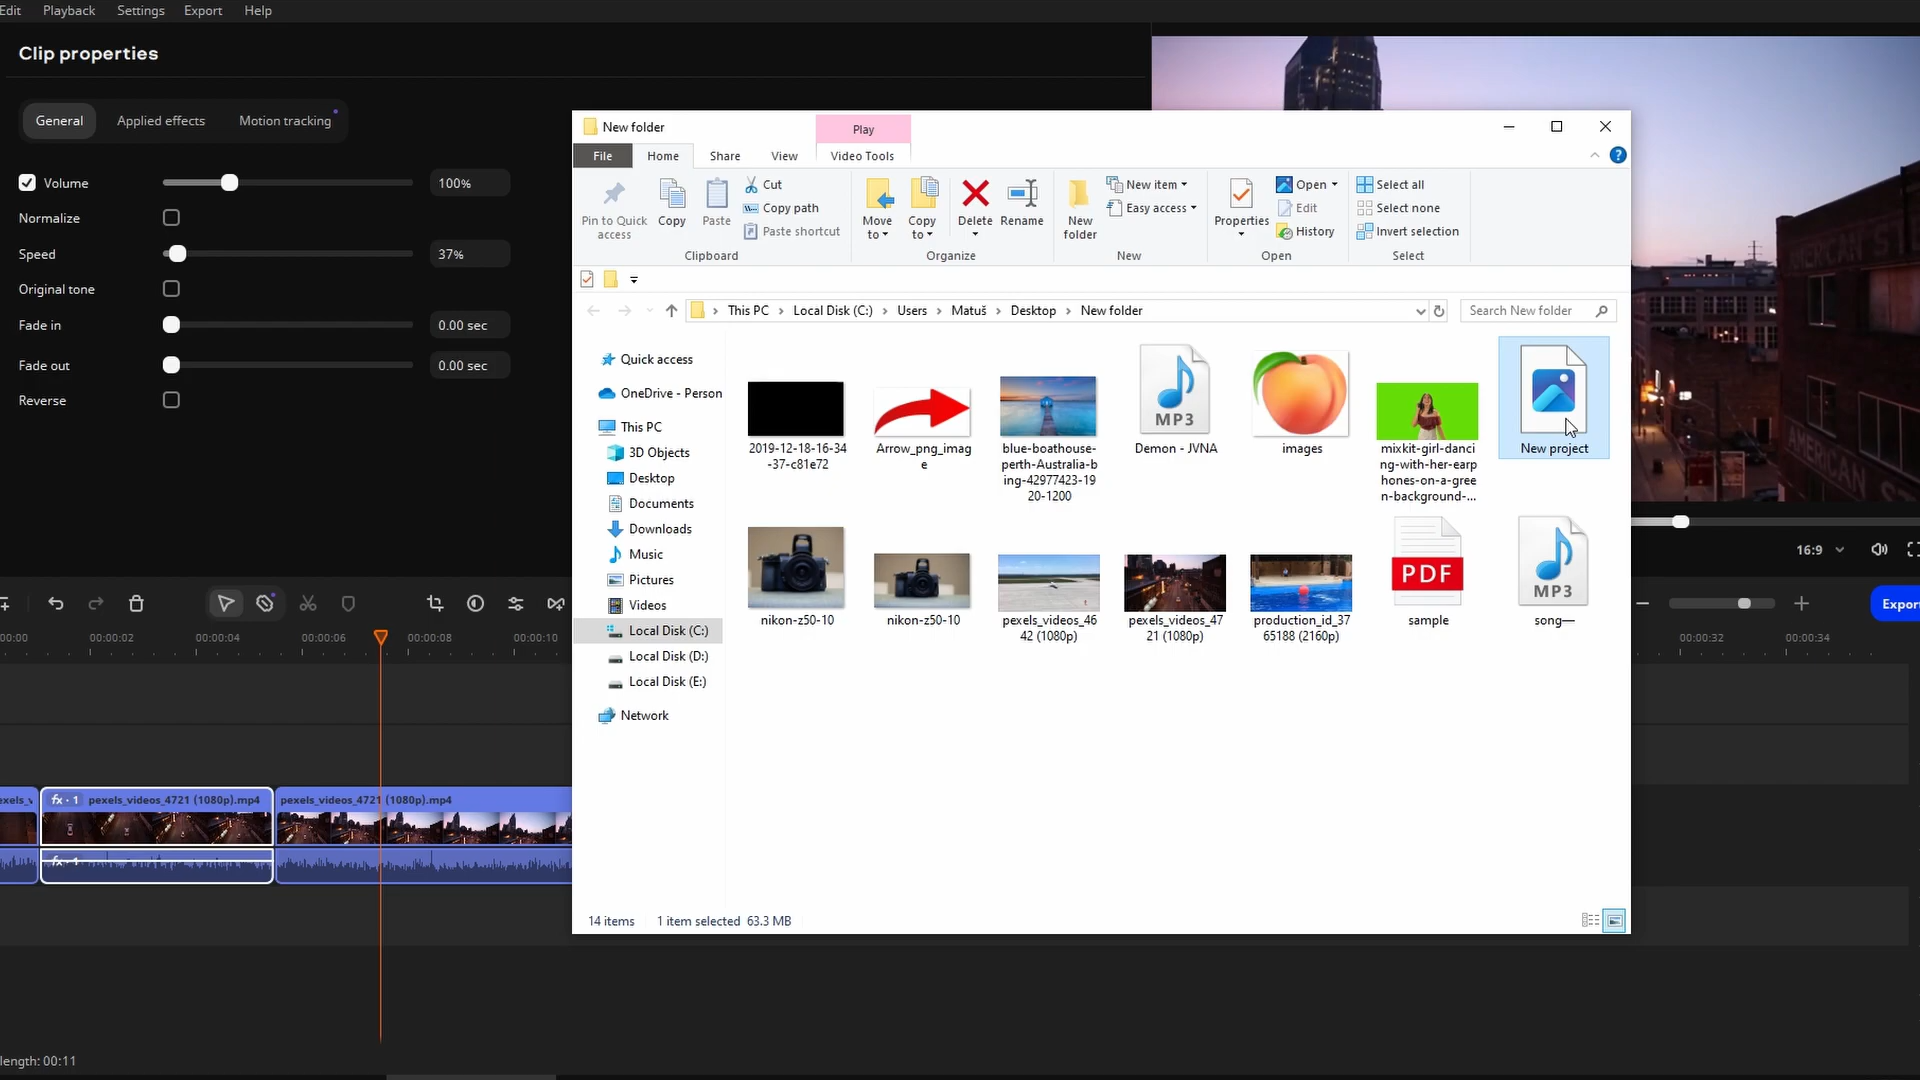 Edit Playback Settings Export Help
Clip properties
General Applied effects Motion tracking
Volume 100%
Normalize
Speed 37%
Original tone
Fade in 0.00 sec
Fade out 0.00 sec
Reverse
New folder
Play
File Home Share View Video Tools
Pin to Quick
access
Copy
Paste
Cut
Copy path
Paste shortcut
Clipboard
Move
to
Copy
to
Delete
Rename
Organize
New
folder
New item
Easy access
New
Properties
Open
Edit
History
Open
Select all
Select none
Invert selection
Select
This PC > Local Disk (C:) > Users > Matuš > Desktop > New folder
Search New folder
Quick access
OneDrive - Person
This PC
3D Objects
Desktop
Documents
Downloads
Music
Pictures
Videos
Local Disk (C:)
Local Disk (D:)
Local Disk (E:)
Network
2019-12-18-16-34
-37-c81e72
Arrow_png_imag
e
blue-boathouse-
perth-Australia-b
ing-42977423-19
20-1200
MP3
Demon - JVNA
images
mixkit-girl-danci
ng-with-her-earp
hones-on-a-gree
n-background-...
New project
nikon-z50-10
nikon-z50-10
pexels_videos_46
42 (1080p)
pexels_videos_47
21 (1080p)
production_id_37
65188 (2160p)
PDF
sample
MP3
song—
14 items 1 item selected 63.3 MB
16:9
Expor
00:00 00:00:02 00:00:04 00:00:06 00:00:08 00:00:10 00:00:32 00:00:34
exels_v
fx · 1 pexels_videos_4721 (1080p).mp4
pexels_videos_4721 (1080p).mp4
fx · 1
length: 00:11